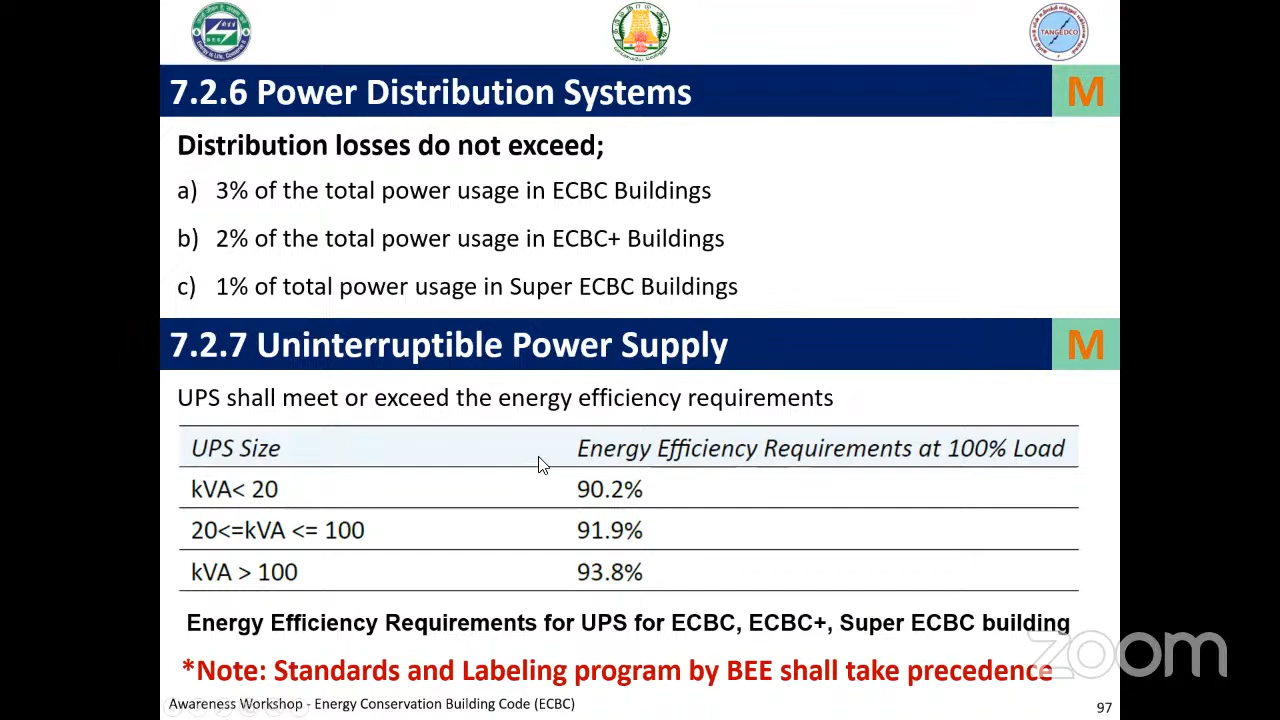 TANGEDCO
7.2.6 Power Distribution Systems
M
Distribution losses do not exceed;
a) 3% of the total power usage in ECBC Buildings
b) 2% of the total power usage in ECBC+ Buildings
c) 1% of total power usage in Super ECBC Buildings
7.2.7 Uninterruptible Power Supply
M
UPS shall meet or exceed the energy efficiency requirements
UPS Size Energy Efficiency Requirements at 100% Load
kVA< 20 90.2%
20<=kVA <= 100 91.9%
kVA > 100 93.8%
Energy Efficiency Requirements for UPS for ECBC, ECBC+, Super ECBC building
zoom
*Note: Standards and Labeling program by BEE shall take precedence
Awareness Workshop - Energy Conservation Building Code (ECBC)
97